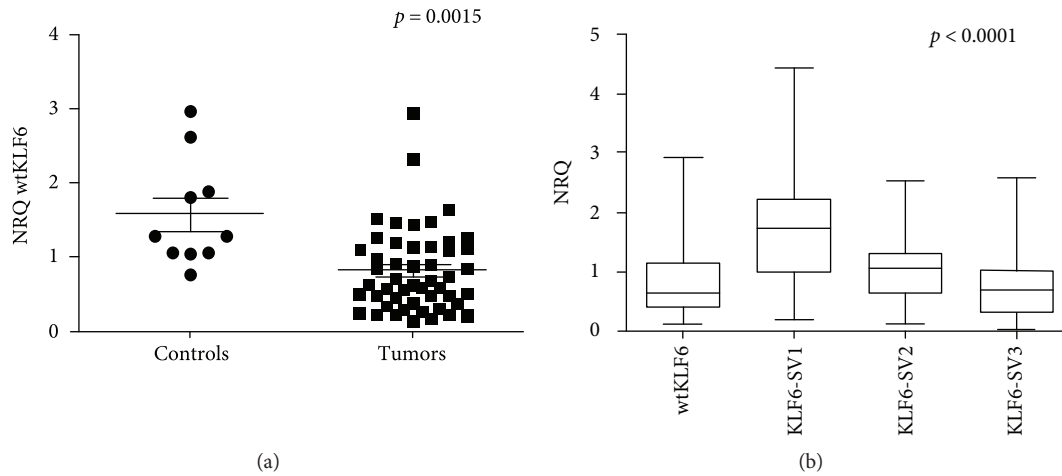 p = 0.0015
4
3
2
1
0
NRQ wtKLF6
Controls
Tumors
(a)
p < 0.0001
5
4
3
2
1
0
NRQ
wtKLF6
KLF6-SV1
KLF6-SV2
KLF6-SV3
(b)